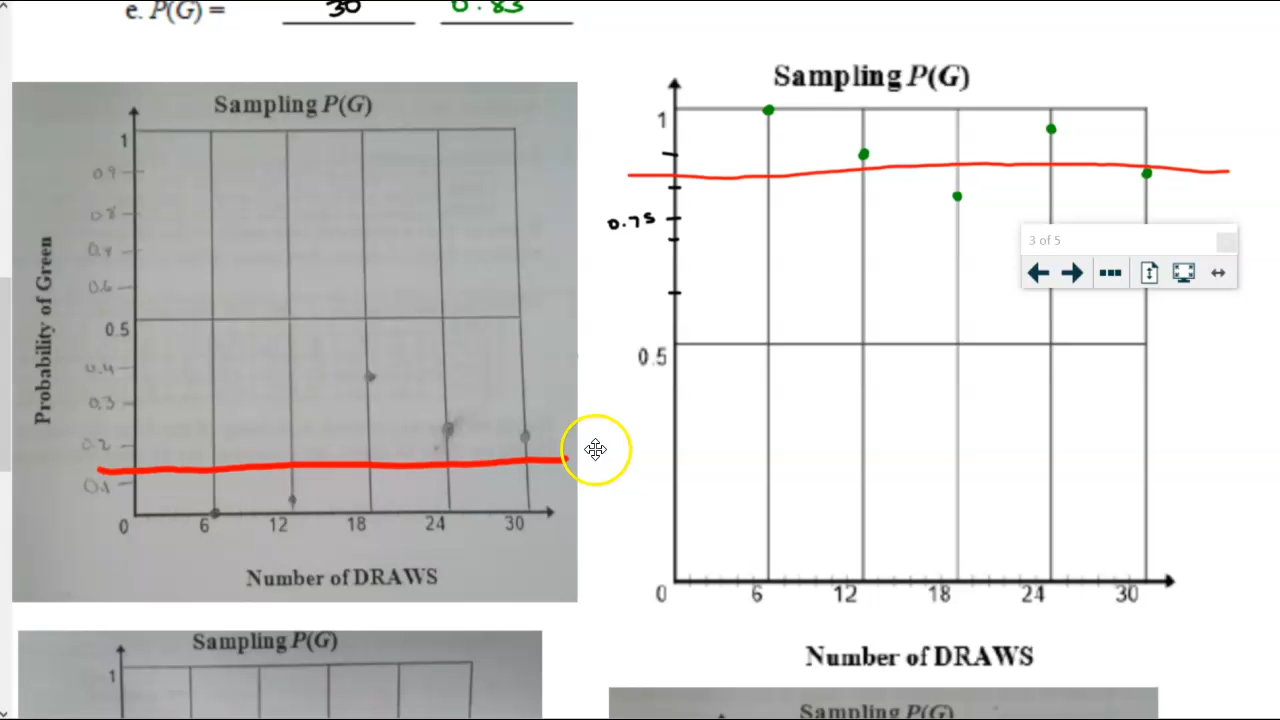 e. P(G) = 30 0.83
Sampling P(G)
1
0.9
0.8
0.7
0.6
0.5
0.4
0.3
0.2
0.1
0 6 12 18 24 30
Probability of Green
Number of DRAWS
Sampling P(G)
1
0.75
0.5
0 6 12 18 24 30
Number of DRAWS
3 of 5
Sampling P(G)
1
Sampling P(G)